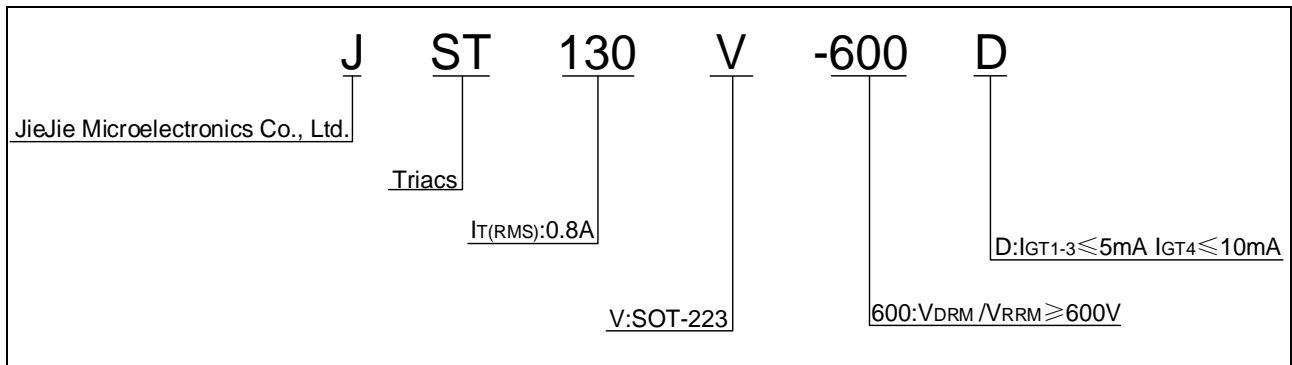 J ST 130 V -600 D
JieJie Microelectronics Co., Ltd.
Triacs
IT(RMS):0.8A
D:IGT1-3≤5mA IGT4≤10mA
V:SOT-223
600:VDRM /VRRM≥600V